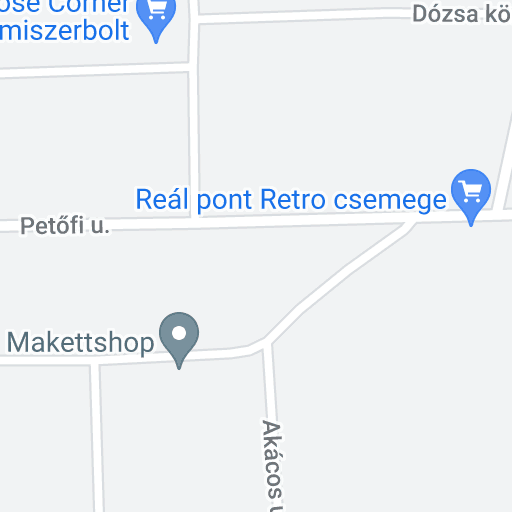 ose Corner
miszerbolt
Dózsa kö
Reál pont Retro csemege
Petőfi u.
Makettshop
Akácos u